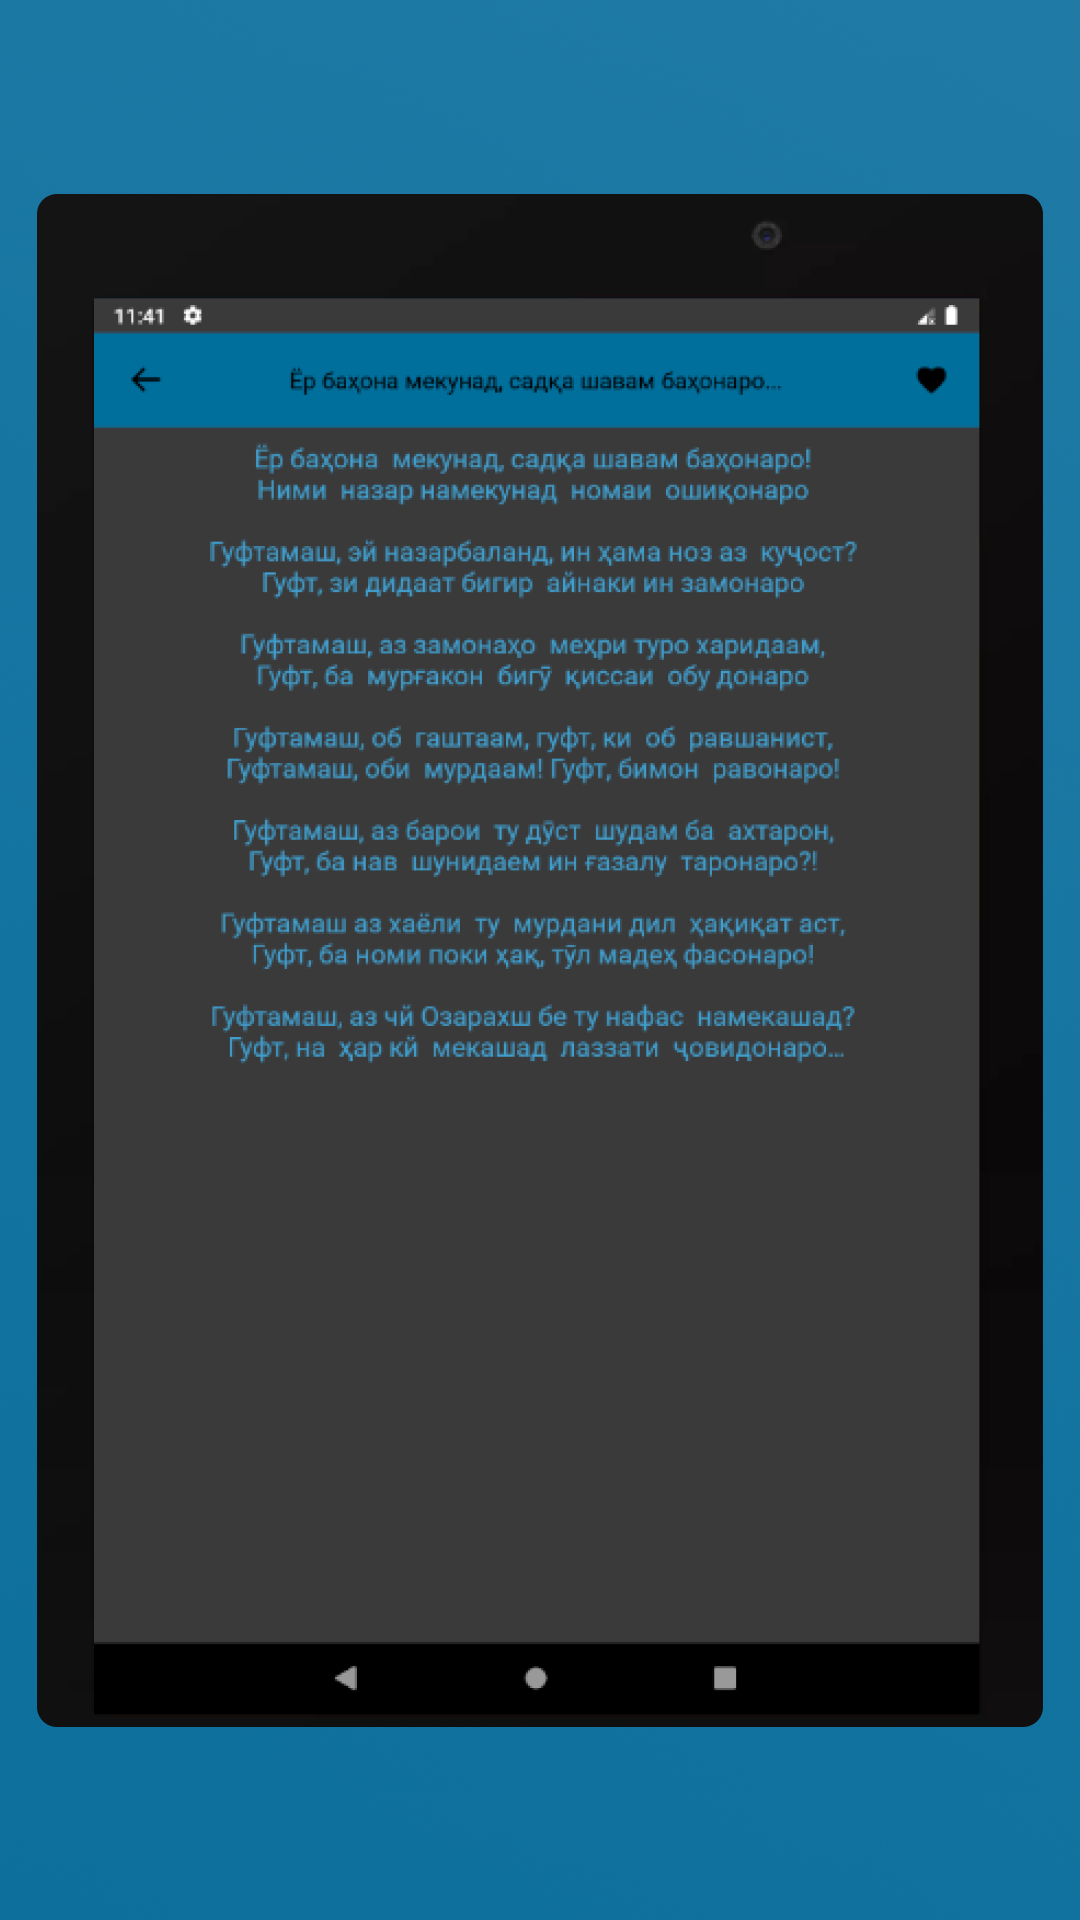 11:41
Ёр баҳона мекунад, садқа шавам баҳонаро...
Ёр баҳона мекунад, садқа шавам баҳонаро!
Ними назар намекунад номаи ошиқонаро
Гуфтамаш, эй назарбаланд, ин ҳама ноз аз куҷост?
Гуфт, зи дидаат бигир айнаки ин замонаро
Гуфтамаш, аз замонаҳо меҳри туро харидаам,
Гуфт, ба мурғакон бигӯ қиссаи обу донаро
Гуфтамаш, об гаштаам, гуфт, ки об равшанист,
Гуфтамаш, оби мурдаам! Гуфт, бимон равонаро!
Гуфтамаш, аз барои ту дӯст шудам ба ахтарон,
Гуфт, ба нав шунидаем ин ғазалу таронаро?!
Гуфтамаш аз хаёли ту мурдани дил ҳақиқат аст,
Гуфт, ба номи поки ҳақ, тӯл мадеҳ фасонаро!
Гуфтамаш, аз чӣ Озарахш бе ту нафас намекашад?
Гуфт, на ҳар кӣ мекашад лаззати ҷовидонаро...